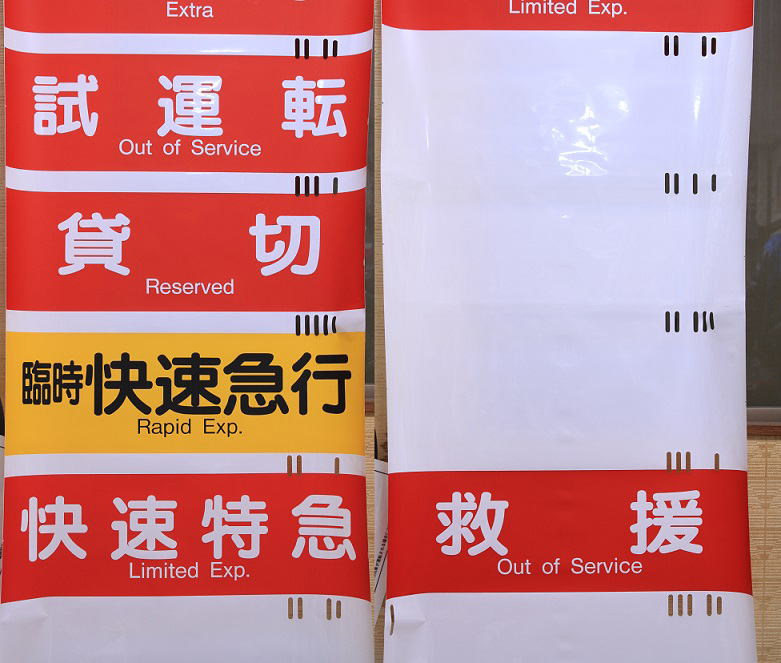 Extra
試運転
Out of Service
貸切
Reserved
臨時快速急行
Rapid Exp.
快速特急
Limited Exp.
Limited Exp.
救援
Out of Service